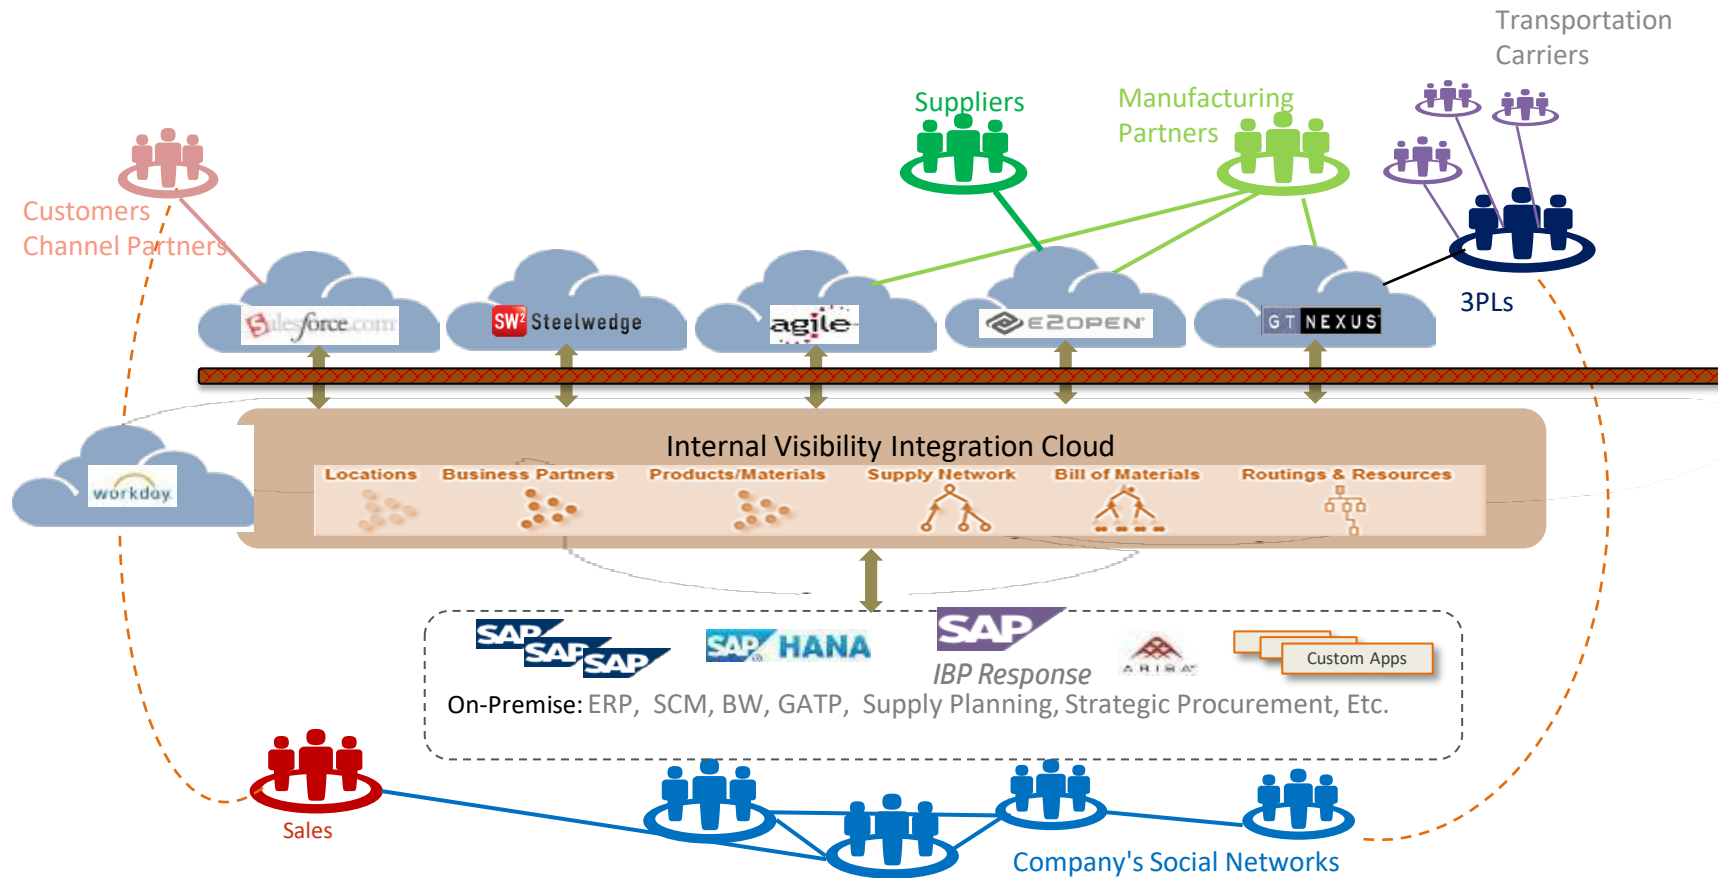 Transportation
Carriers
Suppliers
Manufacturing
Partners
Customers
Channel Partners
salesforce.com
SW² Steelwedge
agile
E2OPEN
GT NEXUS
3PLs
Internal Visibility Integration Cloud
Locations
Business Partners
Products/Materials
Supply Network
Bill of Materials
Routings & Resources
workday
SAP
SAP
SAP
SAP HANA
SAP
IBP Response
ARIBA
Custom Apps
On-Premise: ERP, SCM, BW, GATP, Supply Planning, Strategic Procurement, Etc.
Sales
Company's Social Networks